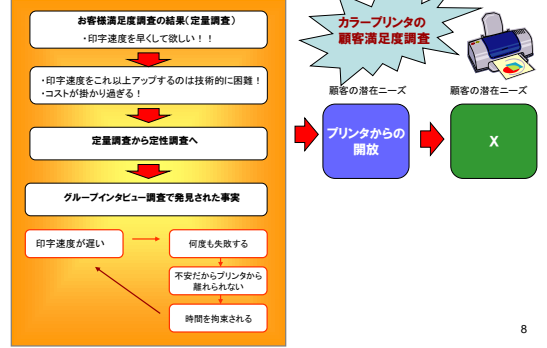 お客様満足度調査の結果(定量調査)
・印字速度を早くして欲しい！！
・印字速度をこれ以上アップするのは技術的に困難！
・コストが掛かり過ぎる！
定量調査から定性調査へ
グループインタビュー調査で発見された事実
印字速度が遅い
何度も失敗する
不安だからプリンタから
離れられない
時間を拘束される
カラープリンタの
顧客満足度調査
顧客の潜在ニーズ
プリンタからの
開放
顧客の潜在ニーズ
X
8